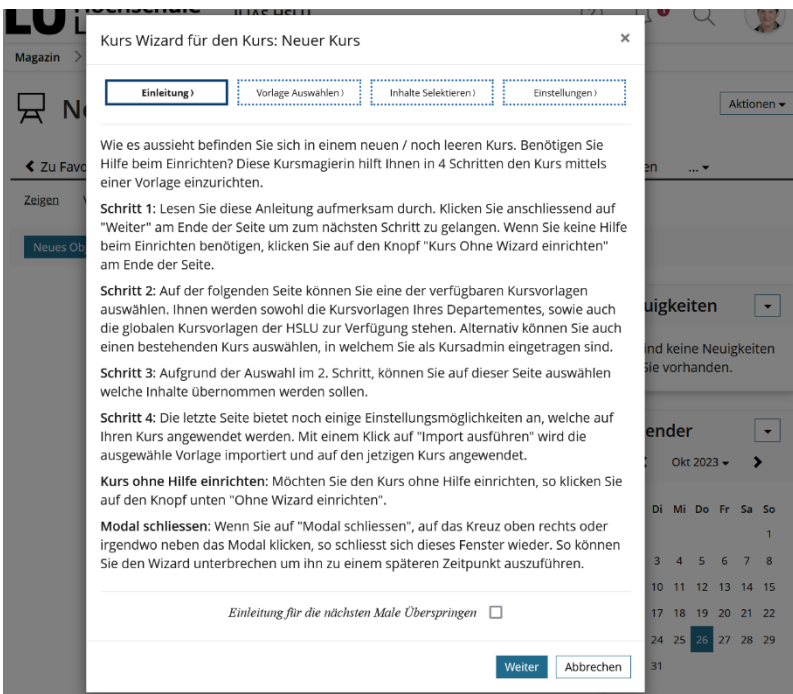 LU
Hochschule
ILIAS HSLU
Magazin
Kurs Wizard für den Kurs: Neuer Kurs
×
Einleitung
Vorlage Auswählen
Inhalte Selektieren
Einstellungen
Aktionen
Zu Favo
en ...
Zeigen
Neues Ob
Wie es aussieht befinden Sie sich in einem neuen / noch leeren Kurs. Benötigen Sie
Hilfe beim Einrichten? Diese Kursmagierin hilft Ihnen in 4 Schritten den Kurs mittels
einer Vorlage einzurichten.
Schritt 1: Lesen Sie diese Anleitung aufmerksam durch. Klicken Sie anschliessend auf
"Weiter" am Ende der Seite um zum nächsten Schritt zu gelangen. Wenn Sie keine Hilfe
beim Einrichten benötigen, klicken Sie auf den Knopf "Kurs Ohne Wizard einrichten"
am Ende der Seite.
Schritt 2: Auf der folgenden Seite können Sie eine der verfügbaren Kursvorlagen
auswählen. Ihnen werden sowohl die Kursvorlagen Ihres Departementes, sowie auch
die globalen Kursvorlagen der HSLU zur Verfügung stehen. Alternativ können Sie auch
einen bestehenden Kurs auswählen, in welchem Sie als Kursadmin eingetragen sind.
Schritt 3: Aufgrund der Auswahl im 2. Schritt, können Sie auf dieser Seite auswählen
welche Inhalte übernommen werden sollen.
Schritt 4: Die letzte Seite bietet noch einige Einstellungsmöglichkeiten an, welche auf
Ihren Kurs angewendet werden. Mit einem Klick auf "Import ausführen" wird die
ausgewähle Vorlage importiert und auf den jetzigen Kurs angewendet.
Kurs ohne Hilfe einrichten: Möchten Sie den Kurs ohne Hilfe einrichten, so klicken Sie
auf den Knopf unten "Ohne Wizard einrichten".
Modal schliessen: Wenn Sie auf "Modal schliessen", auf das Kreuz oben rechts oder
irgendwo neben das Modal klicken, so schliesst sich dieses Fenster wieder. So können
Sie den Wizard unterbrechen um ihn zu einem späteren Zeitpunkt auszuführen.
Einleitung für die nächsten Male Überspringen
Weiter
Abbrechen
uigkeiten
ind keine Neuigkeiten
Sie vorhanden.
ender
Okt 2023
Di Mi Do Fr Sa So
1
3 4 5 6 7 8
10 11 12 13 14 15
17 18 19 20 21 22
24 25 26 27 28 29
31